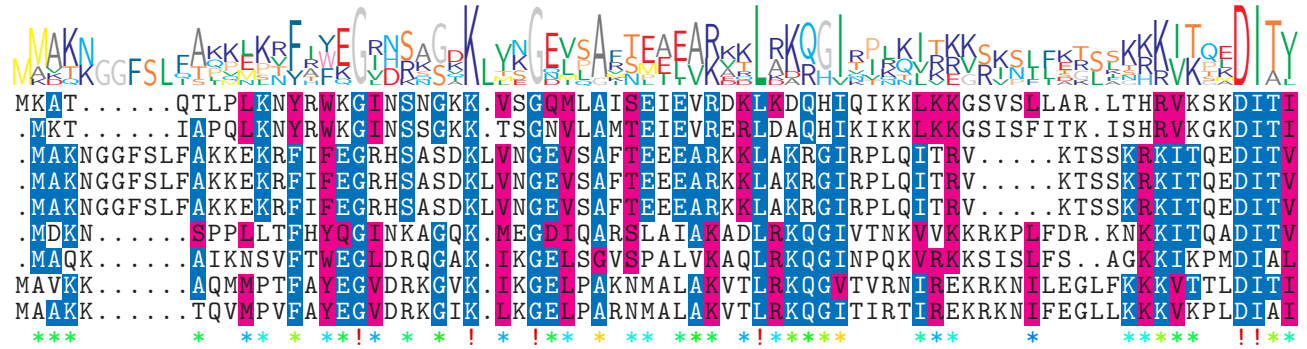 MKAT......QTLPLKNYRWKGINSNGKK.VSGQMLAISEIEVRDKLKDQHIQIKKLKKGSVSLLAR.LTHRVKSKDITI
.MKT......IAPQLKNYRWKGINSSGKK.TSGNVLAMTEIEVRERLDAQHIKIKKLKKGSISFITK.ISHRVKGKDITI
.MAKNGGFSLFAKKEKRFIFEGRHSASDKLVNGEVSAFTEEEARKKLAKRGIRPLQITRV.....KTSSKRKITQEDITV
.MAKNGGFSLFAKKEKRFIFEGRHSASDKLVNGEVSAFTEEEARKKLAKRGIRPLQITRV.....KTSSKRKITQEDITV
.MAKNGGFSLFAKKEKRFIFEGRHSASDKLVNGEVSAFTEEEARKKLAKRGIRPLQITRV.....KTSSKRKITQEDITV
.MDKN......SPPLLTFHYQGINKAGQK.MEGDIQARSLAIAKADLRKQGIVTNKVVKKRKPLFDR.KNKKITQADITV
.MAQK......AIKNSVFTWEGLDRQGAK.IKGELSGVSPALVKAQLRKQGINPQKVRKKSISLFS..AGKKIKPMDIAL
MAVKK......AQMMPTFAYEGVDRKGVK.IKGELPAKNMALAKVTLRKQGVTVRNIREKRKNILEGLFKKKVTTLDITI
MAAKK......TQVMPVFAYEGVDRKGIK.LKGELPARNMALAKVTLRKQGITIRTIREKRKNIFEGLLKKKVKPLDIAI
*** * ** * **!* * * ! * !** * ** *** *!***** ** * * ***** !!**